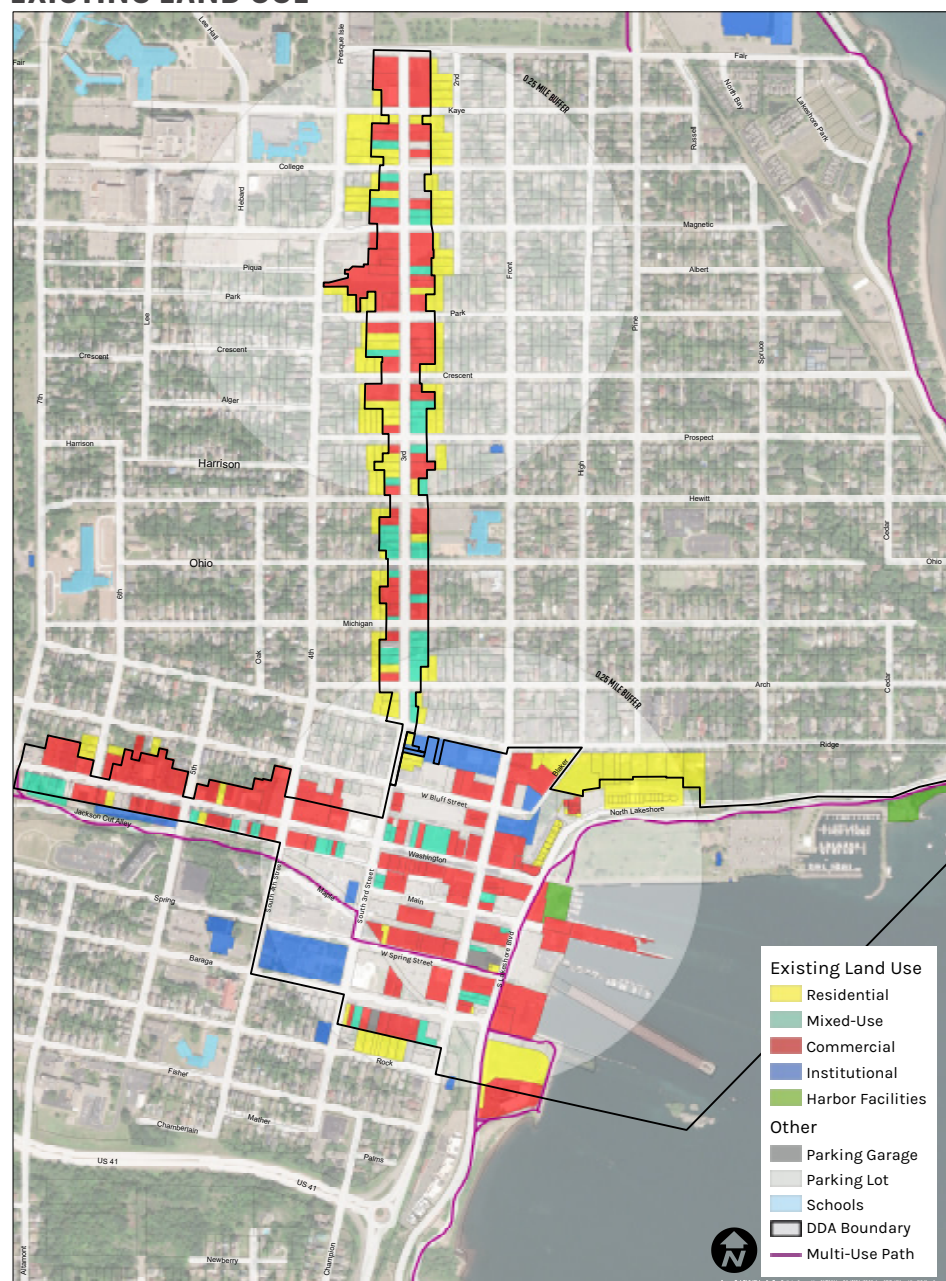 EXISTING LAND USE
Fair
Lee Hall
Presque Isle
2nd
0.25 MILE BUFFER
Fair
North Bay
Lakeshore Park
Kaye
Russell
College
Hebard
Magnetic
Piqua
Front
Albert
Park
Park
Lee
Pine
Crescent
Crescent
Spruce
Crescent
7th
Alger
Harrison
Harrison
3rd
Prospect
High
Hewitt
Cedar
Ohio
Ohio
6th
Michigan
Oak
4th
0.25 MILE BUFFER
Arch
Cedar
Ridge
5th
Blaker
W Bluff Street
North Lakeshore
Jackson Cut Alley
Washington
South 4th Street
Maple
South 3rd Street
Main
Spring
S Lakeshore Blvd
Baraga
W Spring Street
Rock
Fisher
Mather
Chamberlain
Palms
US 41
US 41
Altamont
Newberry
Champion
Existing Land Use
Residential
Mixed-Use
Commercial
Institutional
Harbor Facilities
Other
Parking Garage
Parking Lot
Schools
DDA Boundary
Multi-Use Path
N